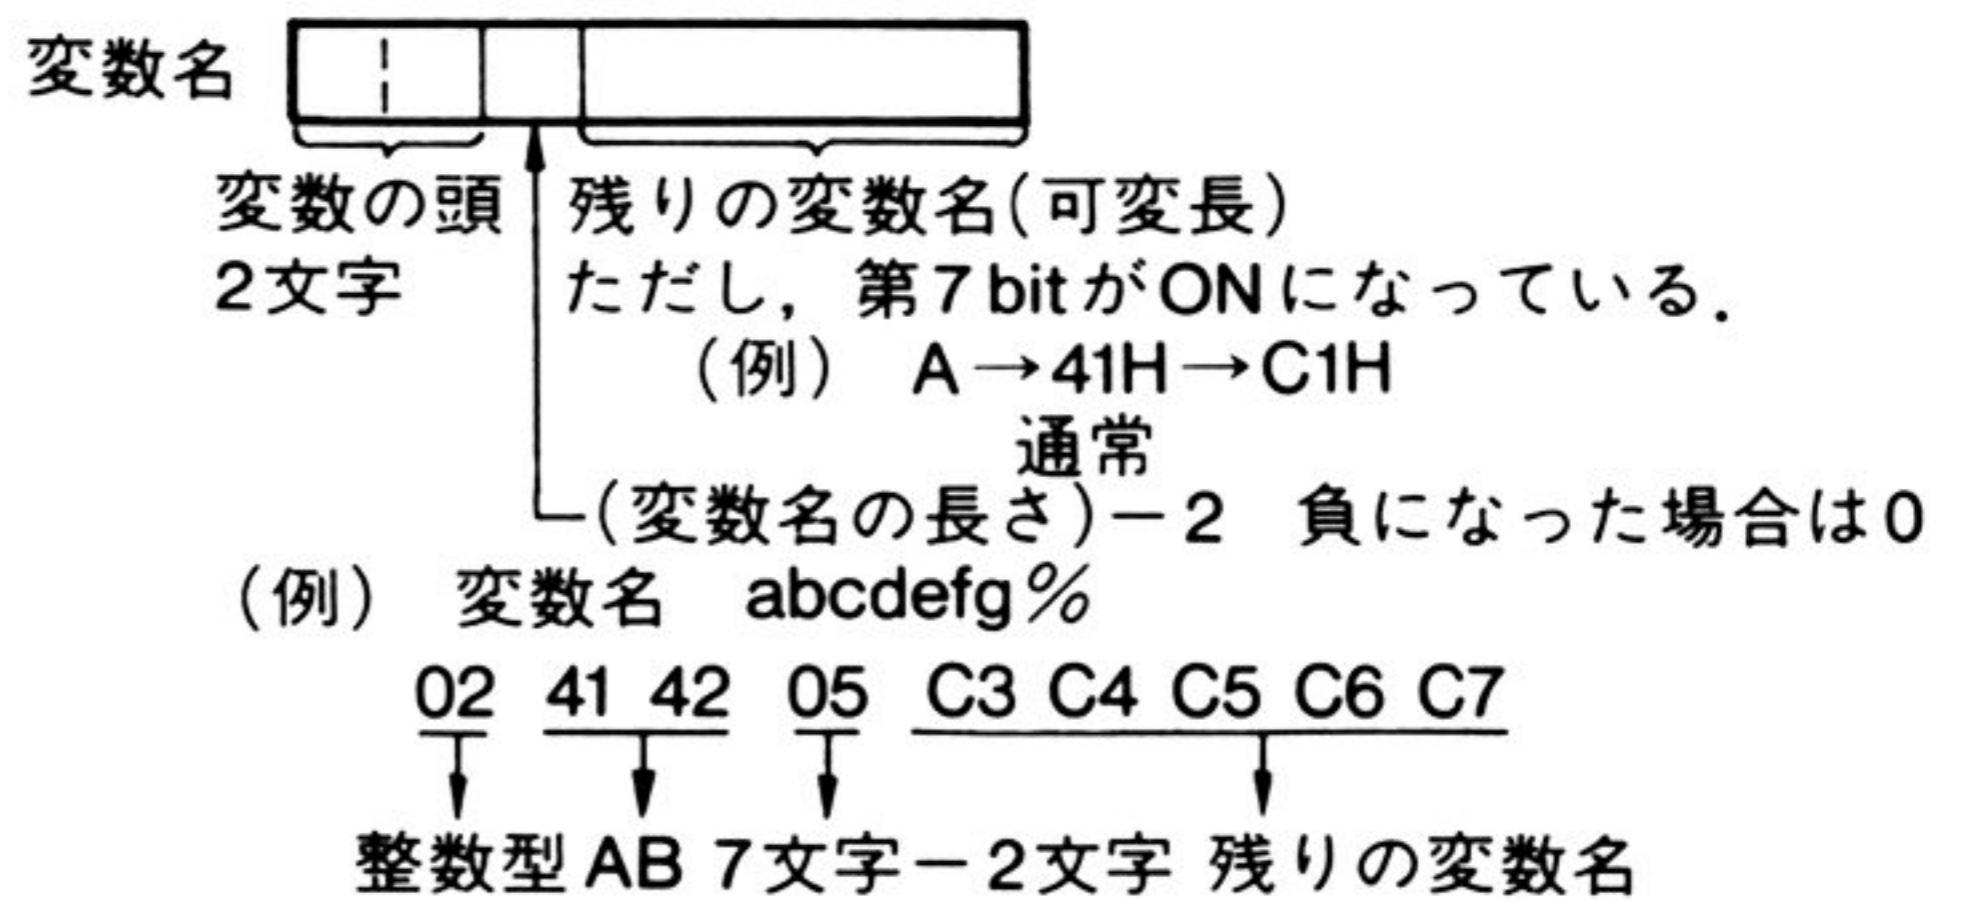 変数名
変数の頭 残りの変数名(可変長)
2文字 ただし,第7bitがONになっている.
(例) A→41H→C1H
通常
(変数名の長さ)-2 負になった場合は0
(例) 変数名 abcdefg%
02 41 42 05 C3 C4 C5 C6 C7
整数型 AB 7文字-2文字 残りの変数名